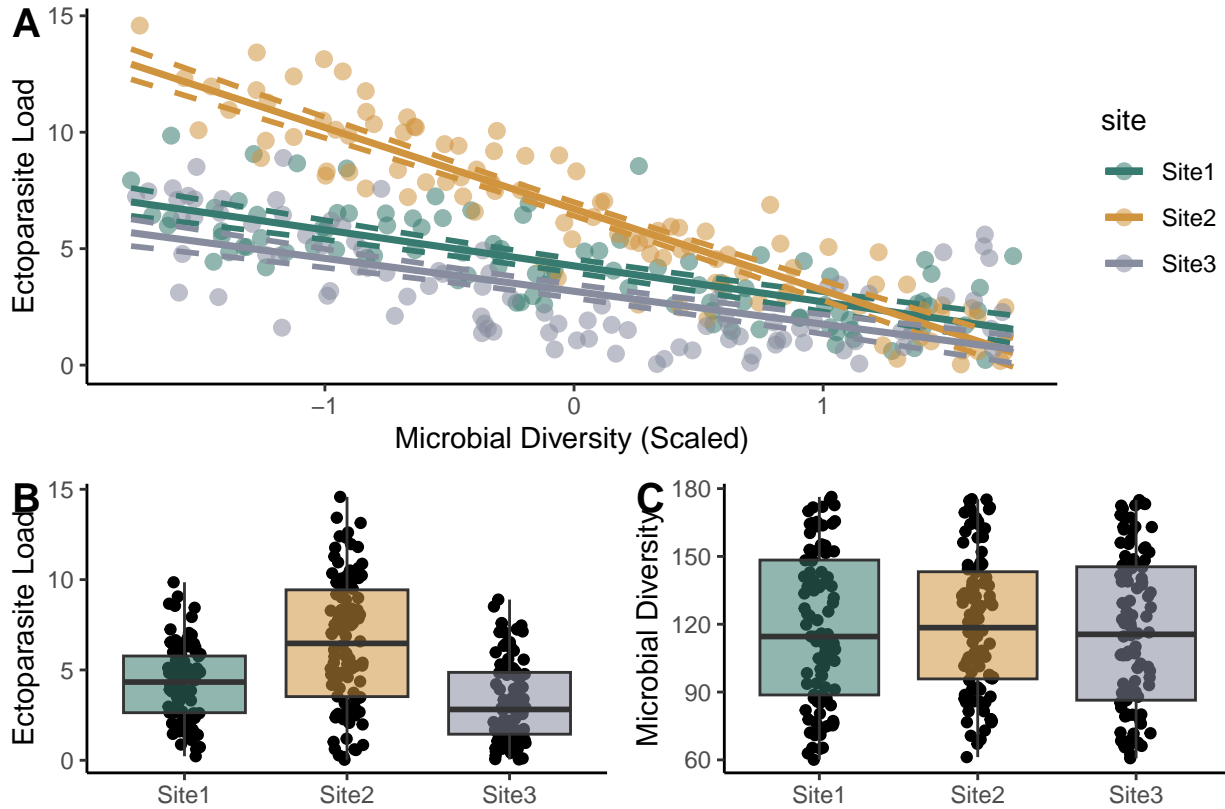 A
15
10
5
0
Ectoparasite Load
−1
0
1
Microbial Diversity (Scaled)
site
Site1
Site2
Site3
B
15
10
5
0
Ectoparasite Load
Site1
Site2
Site3
C
180
150
120
90
60
Microbial Diversity
Site1
Site2
Site3